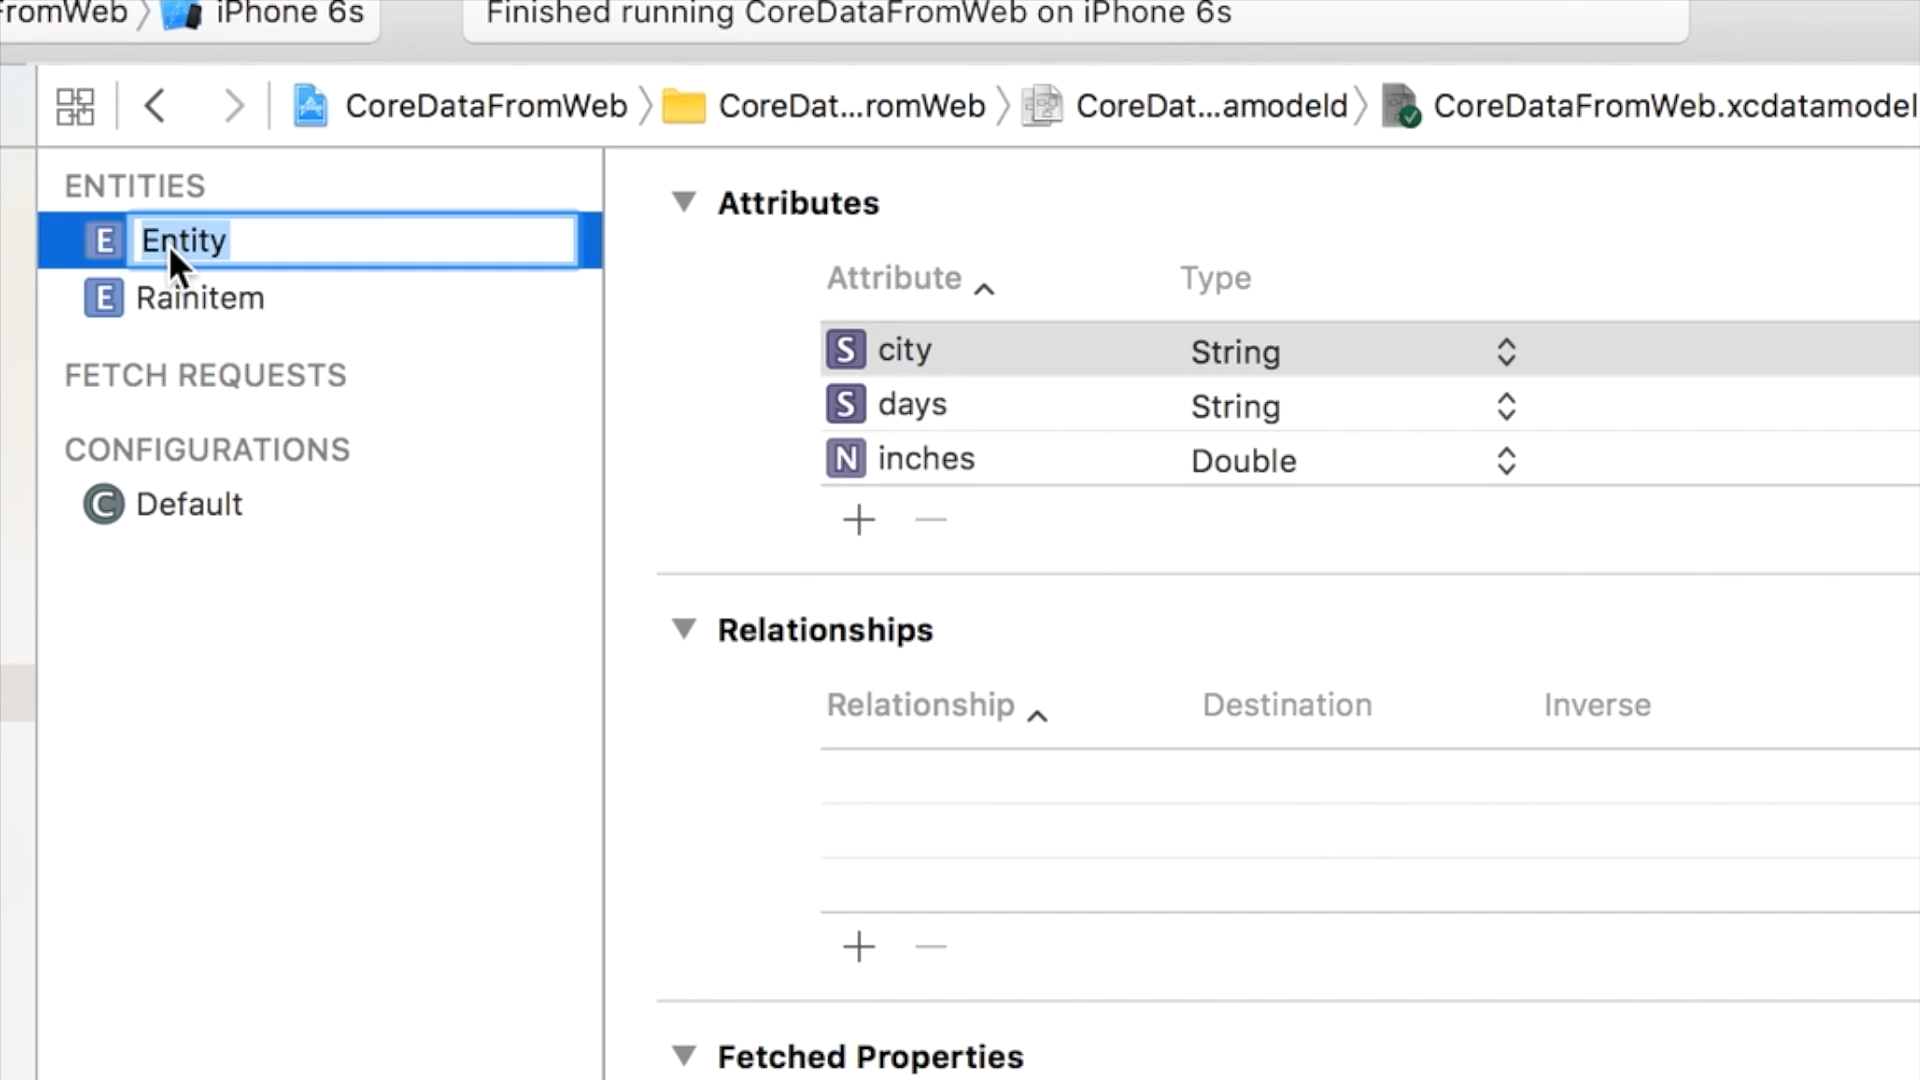 FromWeb iPhone 6s Finished running CoreDataFromWeb on iPhone 6s
CoreDataFromWeb CoreDat...romWeb CoreDat...amodeld CoreDataFromWeb.xcdatamodel
ENTITIES
E Entity
E Rainitem
FETCH REQUESTS
CONFIGURATIONS
C Default
Attributes
Attribute Type
S city String
S days String
N inches Double
Relationships
Relationship Destination Inverse
Fetched Properties